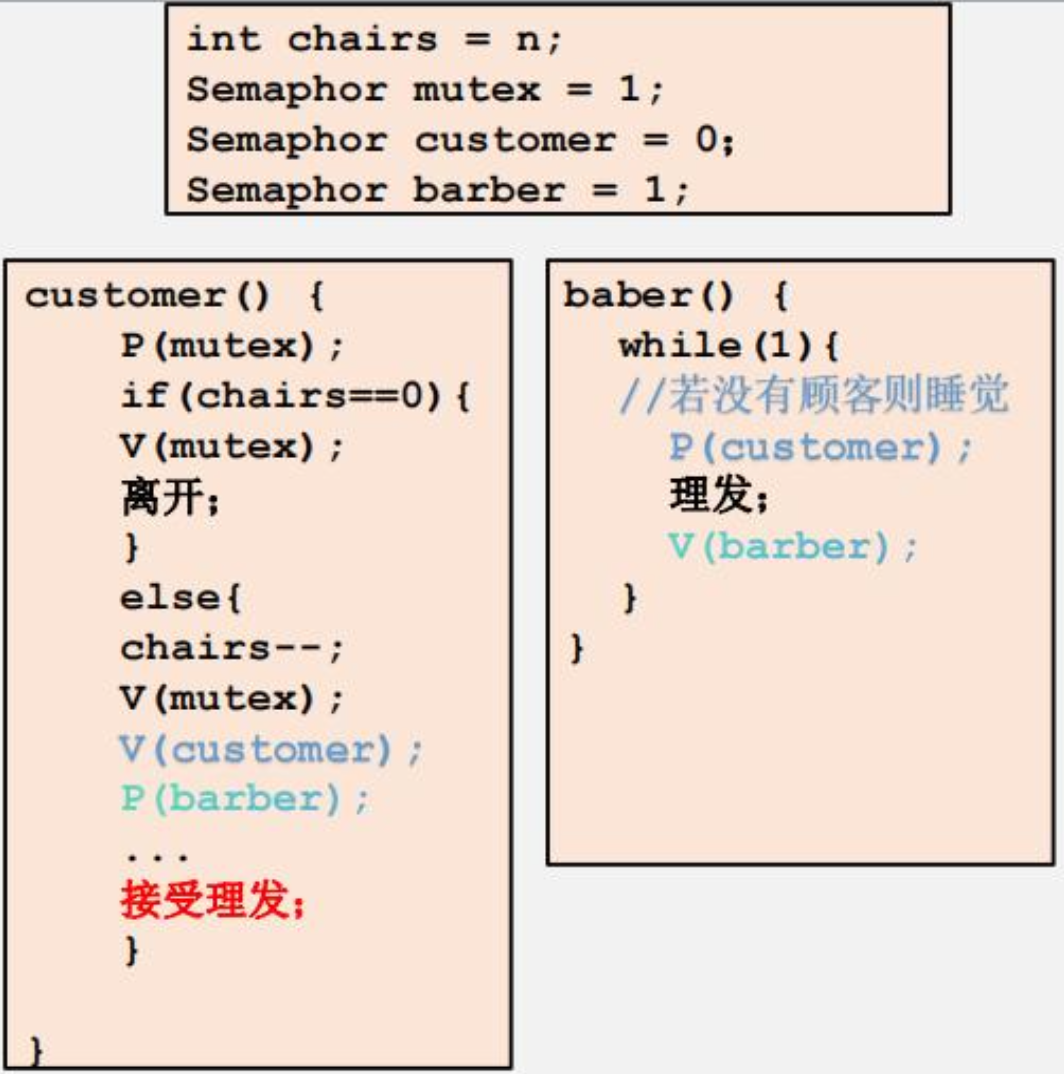 int chairs = n;
Semaphor mutex = 1;
Semaphor customer = 0;
Semaphor barber = 1;
customer() {
P(mutex);
if(chairs==0){
V(mutex);
离开;
}
else{
chairs--;
V(mutex);
V(customer);
P(barber);
...
接受理发;
}
}
baber() {
while(1){
//若没有顾客则睡觉
P(customer);
理发;
V(barber);
}
}